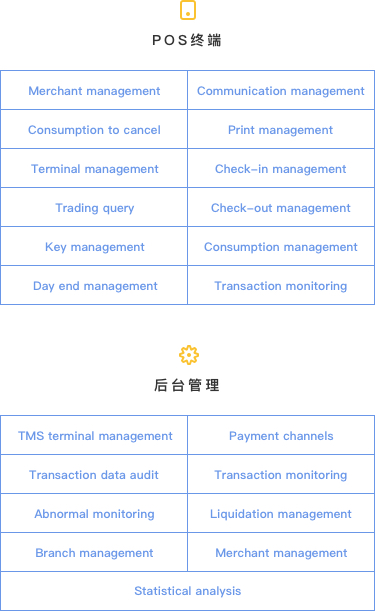 POS终端
Merchant management Communication management
Consumption to cancel Print management
Terminal management Check-in management
Trading query Check-out management
Key management Consumption management
Day end management Transaction monitoring
后台管理
TMS terminal management Payment channels
Transaction data audit Transaction monitoring
Abnormal monitoring Liquidation management
Branch management Merchant management
Statistical analysis